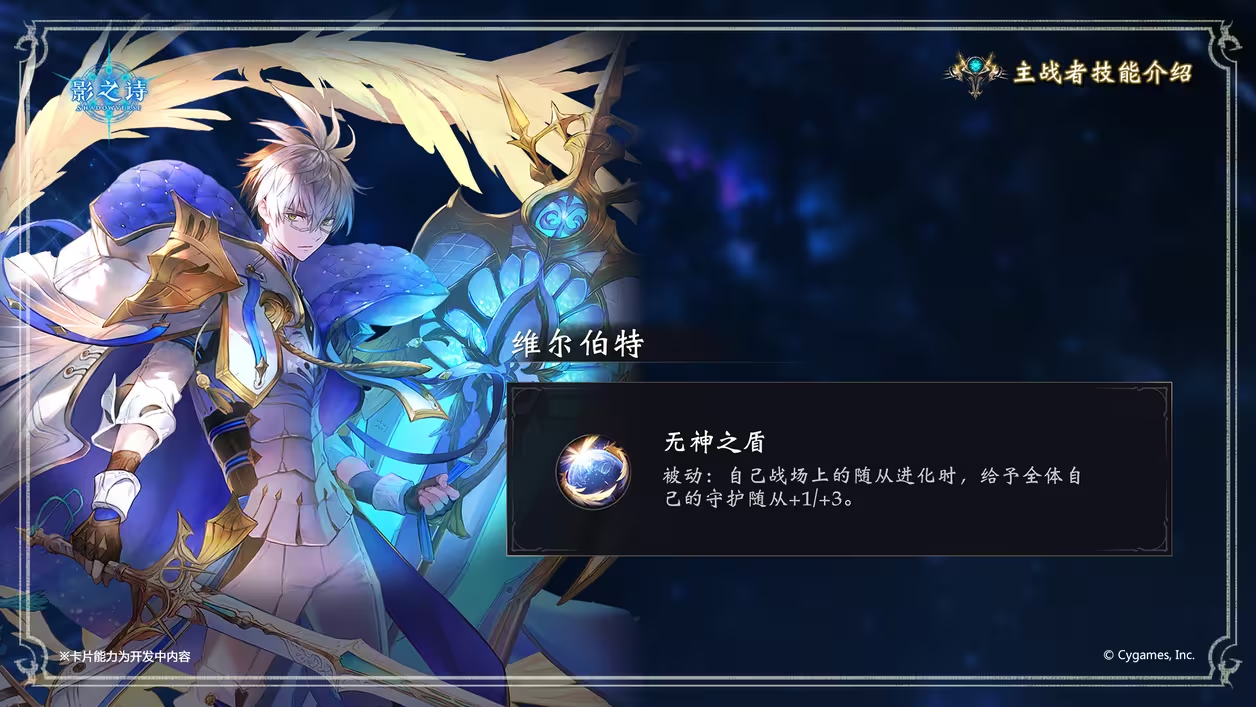 影之诗
SHADOWVERSE
主战者技能介绍
维尔伯特
无神之盾
被动：自己战场上的随从进化时，给予全体自
己的守护随从+1/+3。
※卡片能力为开发中内容
© Cygames, Inc.